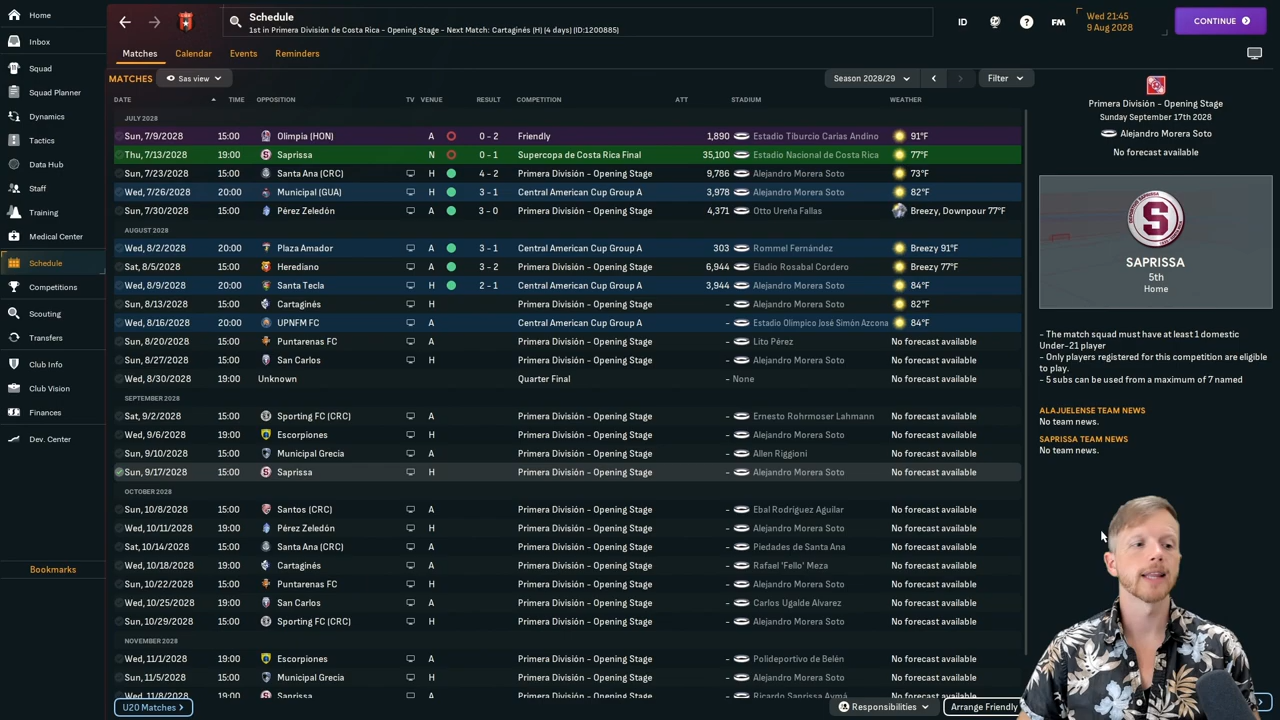 Home
Inbox
Squad
Squad Planner
Dynamics
Tactics
Data Hub
Staff
Training
Medical Center
Schedule
Competitions
Scouting
Transfers
Club Info
Club Vision
Finances
Dev. Center
Bookmarks
Schedule
1st in Primera División de Costa Rica - Opening Stage - Next Match: Cartaginés (H) (4 days) (ID:1200885)
ID
?
FM
Wed 21:45
9 Aug 2028
CONTINUE
Matches Calendar Events Reminders
MATCHES Sas view
Season 2028/29
Filter
DATE TIME OPPOSITION TV VENUE RESULT COMPETITION ATT STADIUM WEATHER
JULY 2028
Sun, 7/9/2028 15:00 Olimpia (HON) A 0 - 2 Friendly 1,890 Estadio Tiburcio Carias Andino 91°F
Thu, 7/13/2028 19:00 Saprissa N 0 - 1 Supercopa de Costa Rica Final 35,100 Estadio Nacional de Costa Rica 77°F
Sun, 7/23/2028 15:00 Santa Ana (CRC) H 4 - 2 Primera División - Opening Stage 9,786 Alejandro Morera Soto 73°F
Wed, 7/26/2028 20:00 Municipal (GUA) H 3 - 1 Central American Cup Group A 3,978 Alejandro Morera Soto 82°F
Sun, 7/30/2028 15:00 Pérez Zeledón A 3 - 0 Primera División - Opening Stage 4,371 Otto Ureña Fallas Breezy, Downpour 77°F
AUGUST 2028
Wed, 8/2/2028 20:00 Plaza Amador A 3 - 1 Central American Cup Group A 303 Rommel Fernández Breezy 91°F
Sat, 8/5/2028 15:00 Herediano A 3 - 2 Primera División - Opening Stage 6,944 Eladio Rosabal Cordero Breezy 77°F
Wed, 8/9/2028 20:00 Santa Tecla H 2 - 1 Central American Cup Group A 3,944 Alejandro Morera Soto 84°F
Sun, 8/13/2028 15:00 Cartaginés H Primera División - Opening Stage - Alejandro Morera Soto 82°F
Wed, 8/16/2028 20:00 UPNFM FC A Central American Cup Group A - Estadio Olímpico José Simón Azcona 84°F
Sun, 8/20/2028 15:00 Puntarenas FC A Primera División - Opening Stage - Lito Pérez No forecast available
Sun, 8/27/2028 15:00 San Carlos H Primera División - Opening Stage - Alejandro Morera Soto No forecast available
Wed, 8/30/2028 19:00 Unknown Quarter Final - None No forecast available
SEPTEMBER 2028
Sat, 9/2/2028 15:00 Sporting FC (CRC) A Primera División - Opening Stage - Ernesto Rorhmoser Lahmann No forecast available
Wed, 9/6/2028 19:00 Escorpiones H Primera División - Opening Stage - Alejandro Morera Soto No forecast available
Sun, 9/10/2028 15:00 Municipal Grecia A Primera División - Opening Stage - Allen Riggioni No forecast available
Sun, 9/17/2028 15:00 Saprissa H Primera División - Opening Stage - Alejandro Morera Soto No forecast available
OCTOBER 2028
Sun, 10/8/2028 15:00 Santos (CRC) A Primera División - Opening Stage - Ebal Rodríguez Aguilar No forecast available
Wed, 10/11/2028 19:00 Pérez Zeledón H Primera División - Opening Stage - Alejandro Morera Soto No forecast available
Sat, 10/14/2028 15:00 Santa Ana (CRC) A Primera División - Opening Stage - Piedades de Santa Ana No forecast available
Wed, 10/18/2028 19:00 Cartaginés A Primera División - Opening Stage - Rafael 'Fello' Meza No forecast available
Sun, 10/22/2028 15:00 Puntarenas FC H Primera División - Opening Stage - Alejandro Morera Soto No forecast available
Wed, 10/25/2028 19:00 San Carlos A Primera División - Opening Stage - Carlos Ugalde Alvarez No forecast available
Sun, 10/29/2028 15:00 Sporting FC (CRC) H Primera División - Opening Stage - Alejandro Morera Soto No forecast available
NOVEMBER 2028
Wed, 11/1/2028 19:00 Escorpiones A Primera División - Opening Stage - Polideportivo de Belén No forecast available
Sun, 11/5/2028 15:00 Municipal Grecia H Primera División - Opening Stage - Alejandro Morera Soto No forecast available
Wed, 11/8/2028 19:00 Saprissa A Primera División - Opening Stage - Ricardo Saprissa Aymá No forecast available
U20 Matches
Responsibilities
Arrange Friendly
Primera División - Opening Stage
Sunday September 17th 2028
Alejandro Morera Soto
No forecast available
S
SAPRISSA
5th
Home
- The match squad must have at least 1 domestic
Under-21 player
- Only players registered for this competition are eligible
to play.
- 5 subs can be used from a maximum of 7 named
ALAJUELENSE TEAM NEWS
No team news.
SAPRISSA TEAM NEWS
No team news.